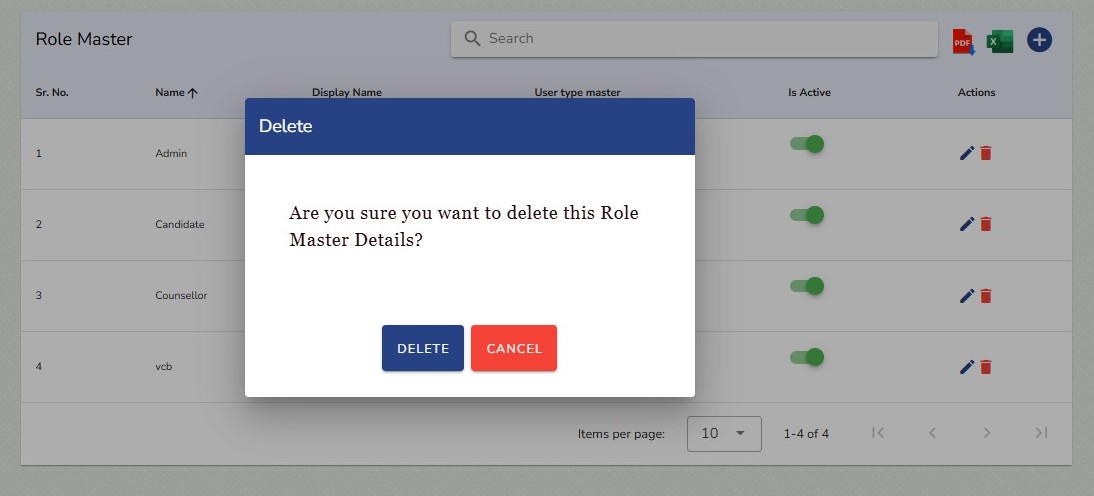 Role Master
Search
PDF
X
Sr. No. Name Display Name User type master Is Active Actions
1 Admin
2 Candidate
3 Counsellor
4 vcb
Delete
Are you sure you want to delete this Role
Master Details?
DELETE CANCEL
Items per page: 10 1-4 of 4